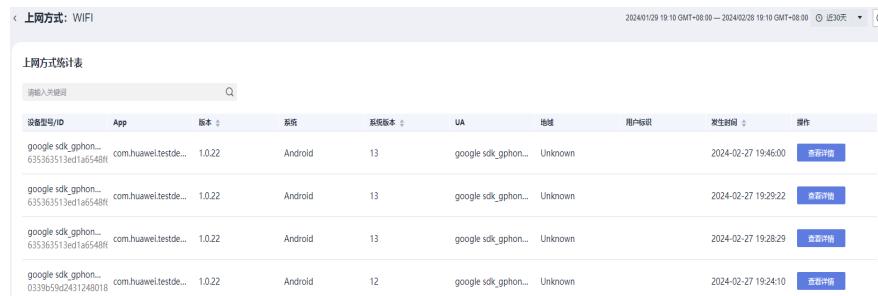 上网方式：WIFI
2024/01/29 19:10 GMT+08:00 — 2024/02/28 19:10 GMT+08:00 近30天
上网方式统计表
请输入关键词
设备型号/ID App 版本 系统 系统版本 UA 地域 用户标识 发生时间 操作
google sdk_gphon...
635363513ed1a6548f6 com.huawei.testde... 1.0.22 Android 13 google sdk_gphon... Unknown 2024-02-27 19:46:00 查看详情
google sdk_gphon...
635363513ed1a6548f6 com.huawei.testde... 1.0.22 Android 13 google sdk_gphon... Unknown 2024-02-27 19:29:22 查看详情
google sdk_gphon...
635363513ed1a6548f6 com.huawei.testde... 1.0.22 Android 13 google sdk_gphon... Unknown 2024-02-27 19:28:29 查看详情
google sdk_gphon...
0339b59d2431248018 com.huawei.testde... 1.0.22 Android 12 google sdk_gphon... Unknown 2024-02-27 19:24:10 查看详情